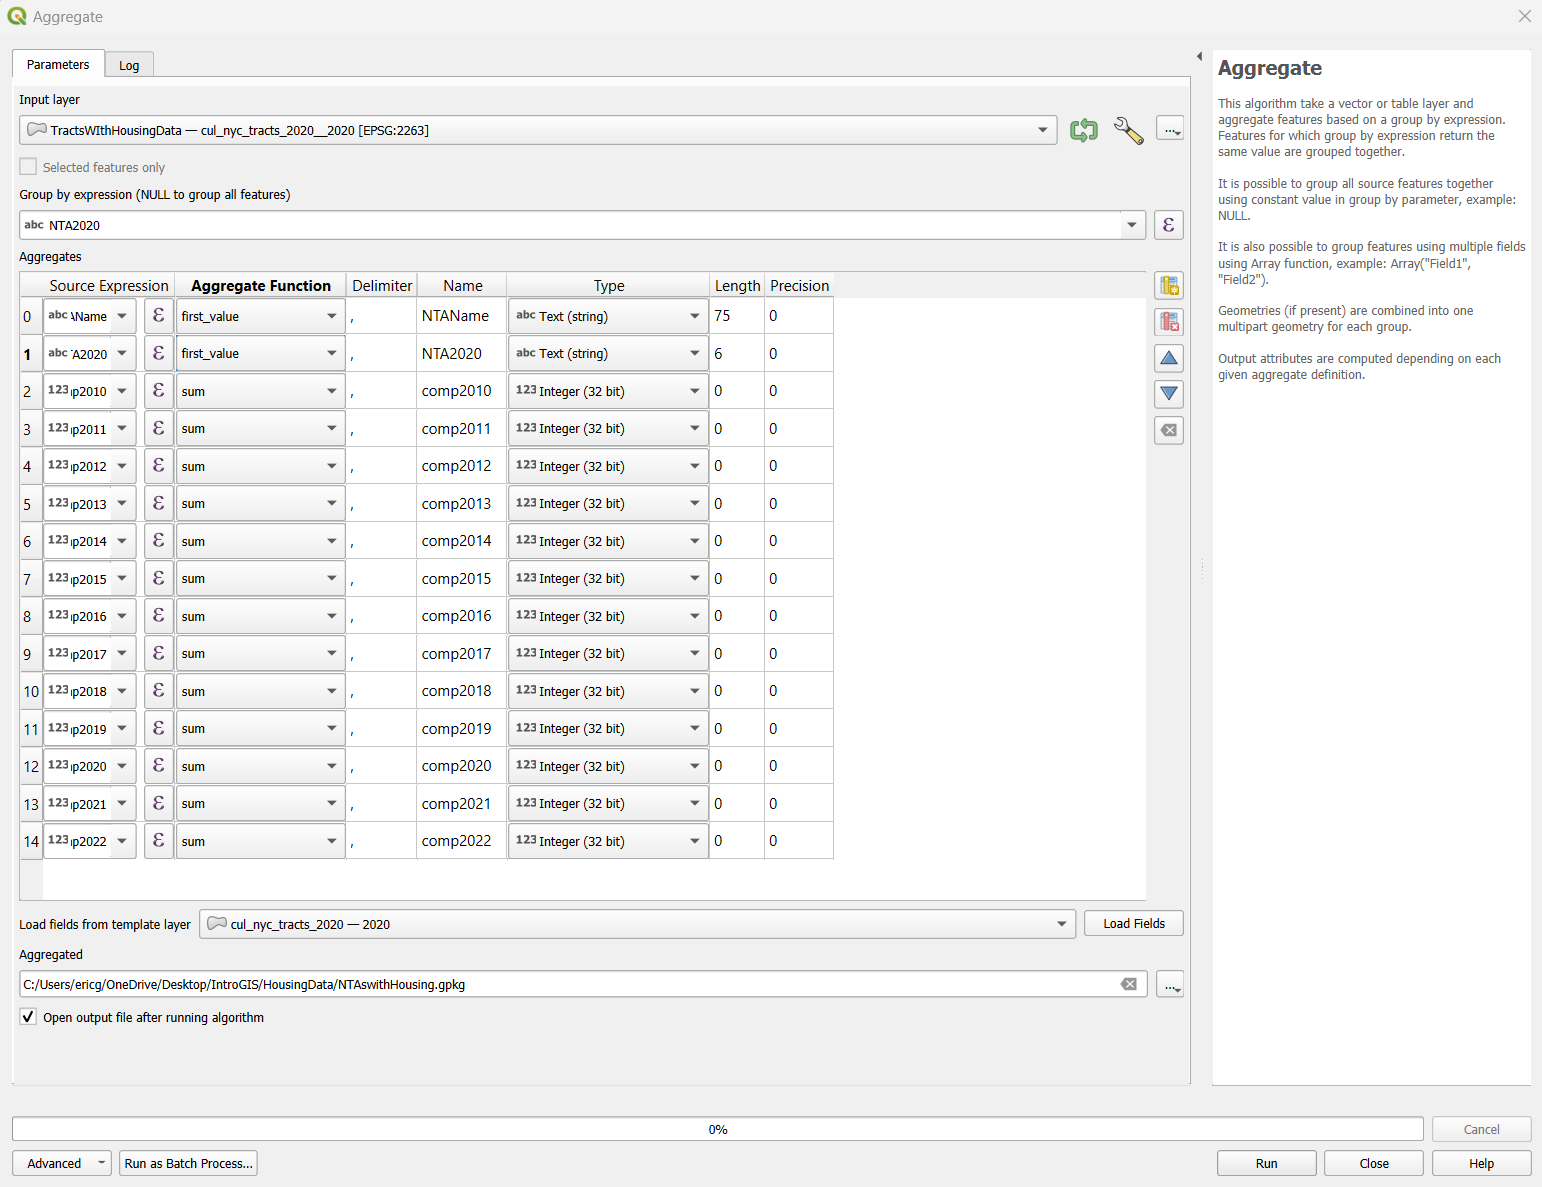 Aggregate
Parameters
Log
Input layer
TractsWIthHousingData — cul_nyc_tracts_2020__2020 [EPSG:2263]
...
Selected features only
Group by expression (NULL to group all features)
abc NTA2020
ε
Aggregates
Source Expression Aggregate Function Delimiter Name Type Length Precision
0 abc \Name ε first_value , NTAName abc Text (string) 75 0
1 abc 'A2020 ε first_value , NTA2020 abc Text (string) 6 0
2 123 ıp2010 ε sum , comp2010 123 Integer (32 bit) 0 0
3 123 ıp2011 ε sum , comp2011 123 Integer (32 bit) 0 0
4 123 ıp2012 ε sum , comp2012 123 Integer (32 bit) 0 0
5 123 ıp2013 ε sum , comp2013 123 Integer (32 bit) 0 0
6 123 ıp2014 ε sum , comp2014 123 Integer (32 bit) 0 0
7 123 ıp2015 ε sum , comp2015 123 Integer (32 bit) 0 0
8 123 ıp2016 ε sum , comp2016 123 Integer (32 bit) 0 0
9 123 ıp2017 ε sum , comp2017 123 Integer (32 bit) 0 0
10 123 ıp2018 ε sum , comp2018 123 Integer (32 bit) 0 0
11 123 ıp2019 ε sum , comp2019 123 Integer (32 bit) 0 0
12 123 ıp2020 ε sum , comp2020 123 Integer (32 bit) 0 0
13 123 ıp2021 ε sum , comp2021 123 Integer (32 bit) 0 0
14 123 ıp2022 ε sum , comp2022 123 Integer (32 bit) 0 0
Load fields from template layer
cul_nyc_tracts_2020 — 2020
Load Fields
Aggregated
C:/Users/ericg/OneDrive/Desktop/IntroGIS/HousingData/NTAswithHousing.gpkg
...
Open output file after running algorithm
Aggregate
This algorithm take a vector or table layer and
aggregate features based on a group by expression.
Features for which group by expression return the
same value are grouped together.
It is possible to group all source features together
using constant value in group by parameter, example:
NULL.
It is also possible to group features using multiple fields
using Array function, example: Array("Field1",
"Field2").
Geometries (if present) are combined into one
multipart geometry for each group.
Output attributes are computed depending on each
given aggregate definition.
0%
Cancel
Advanced
Run as Batch Process...
Run
Close
Help